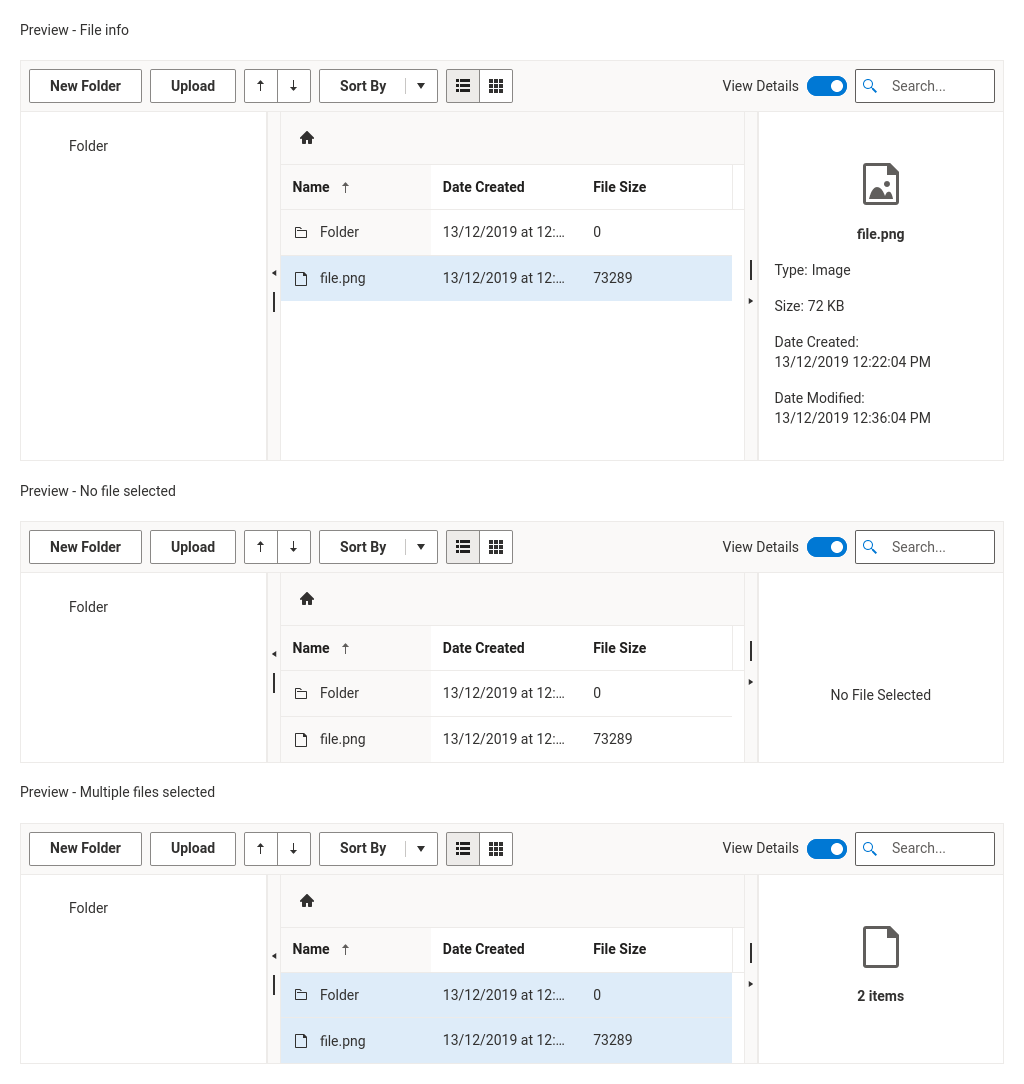 Preview - File info
New Folder Upload Sort By View Details Search...
Folder
Name Date Created File Size
Folder 13/12/2019 at 12:... 0
file.png 13/12/2019 at 12:... 73289
file.png
Type: Image
Size: 72 KB
Date Created:
13/12/2019 12:22:04 PM
Date Modified:
13/12/2019 12:36:04 PM
Preview - No file selected
New Folder Upload Sort By View Details Search...
Folder
Name Date Created File Size
Folder 13/12/2019 at 12:... 0
file.png 13/12/2019 at 12:... 73289
No File Selected
Preview - Multiple files selected
New Folder Upload Sort By View Details Search...
Folder
Name Date Created File Size
Folder 13/12/2019 at 12:... 0
file.png 13/12/2019 at 12:... 73289
2 items